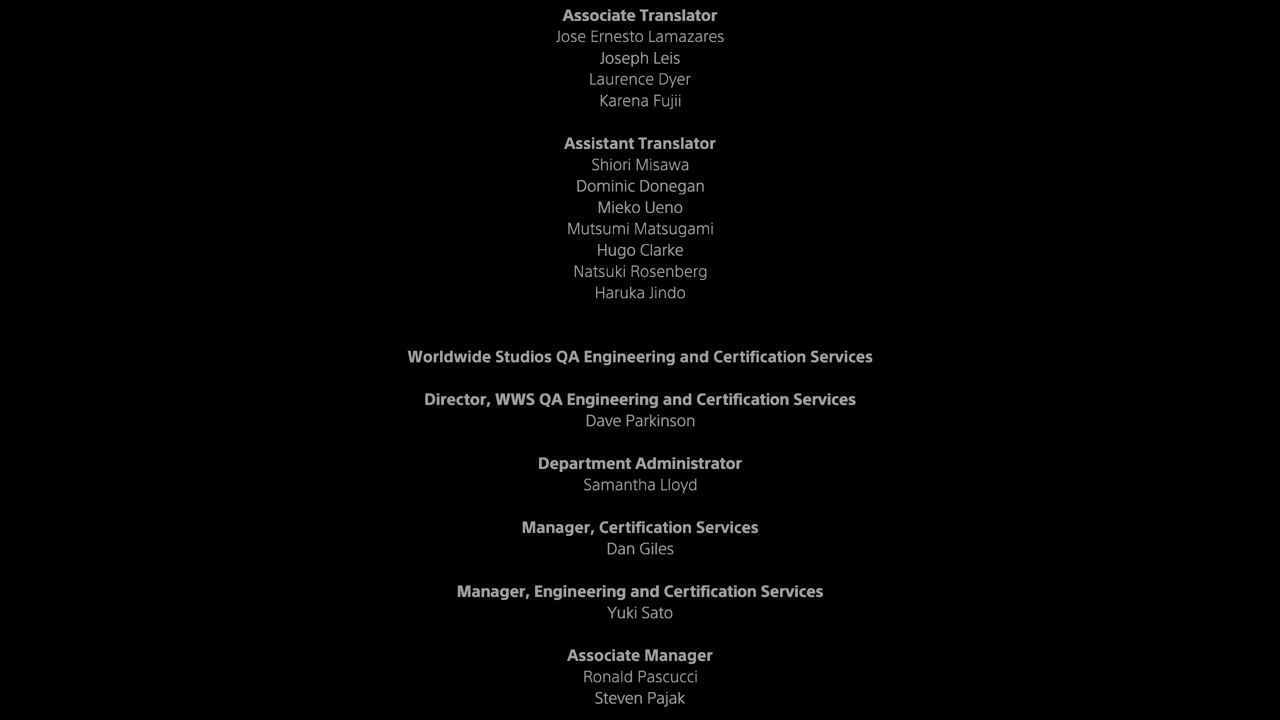 Associate Translator
Jose Ernesto Lamazares
Joseph Leis
Laurence Dyer
Karena Fujii
Assistant Translator
Shiori Misawa
Dominic Donegan
Mieko Ueno
Mutsumi Matsugami
Hugo Clarke
Natsuki Rosenberg
Haruka Jindo
Worldwide Studios QA Engineering and Certification Services
Director, WWS QA Engineering and Certification Services
Dave Parkinson
Department Administrator
Samantha Lloyd
Manager, Certification Services
Dan Giles
Manager, Engineering and Certification Services
Yuki Sato
Associate Manager
Ronald Pascucci
Steven Pajak